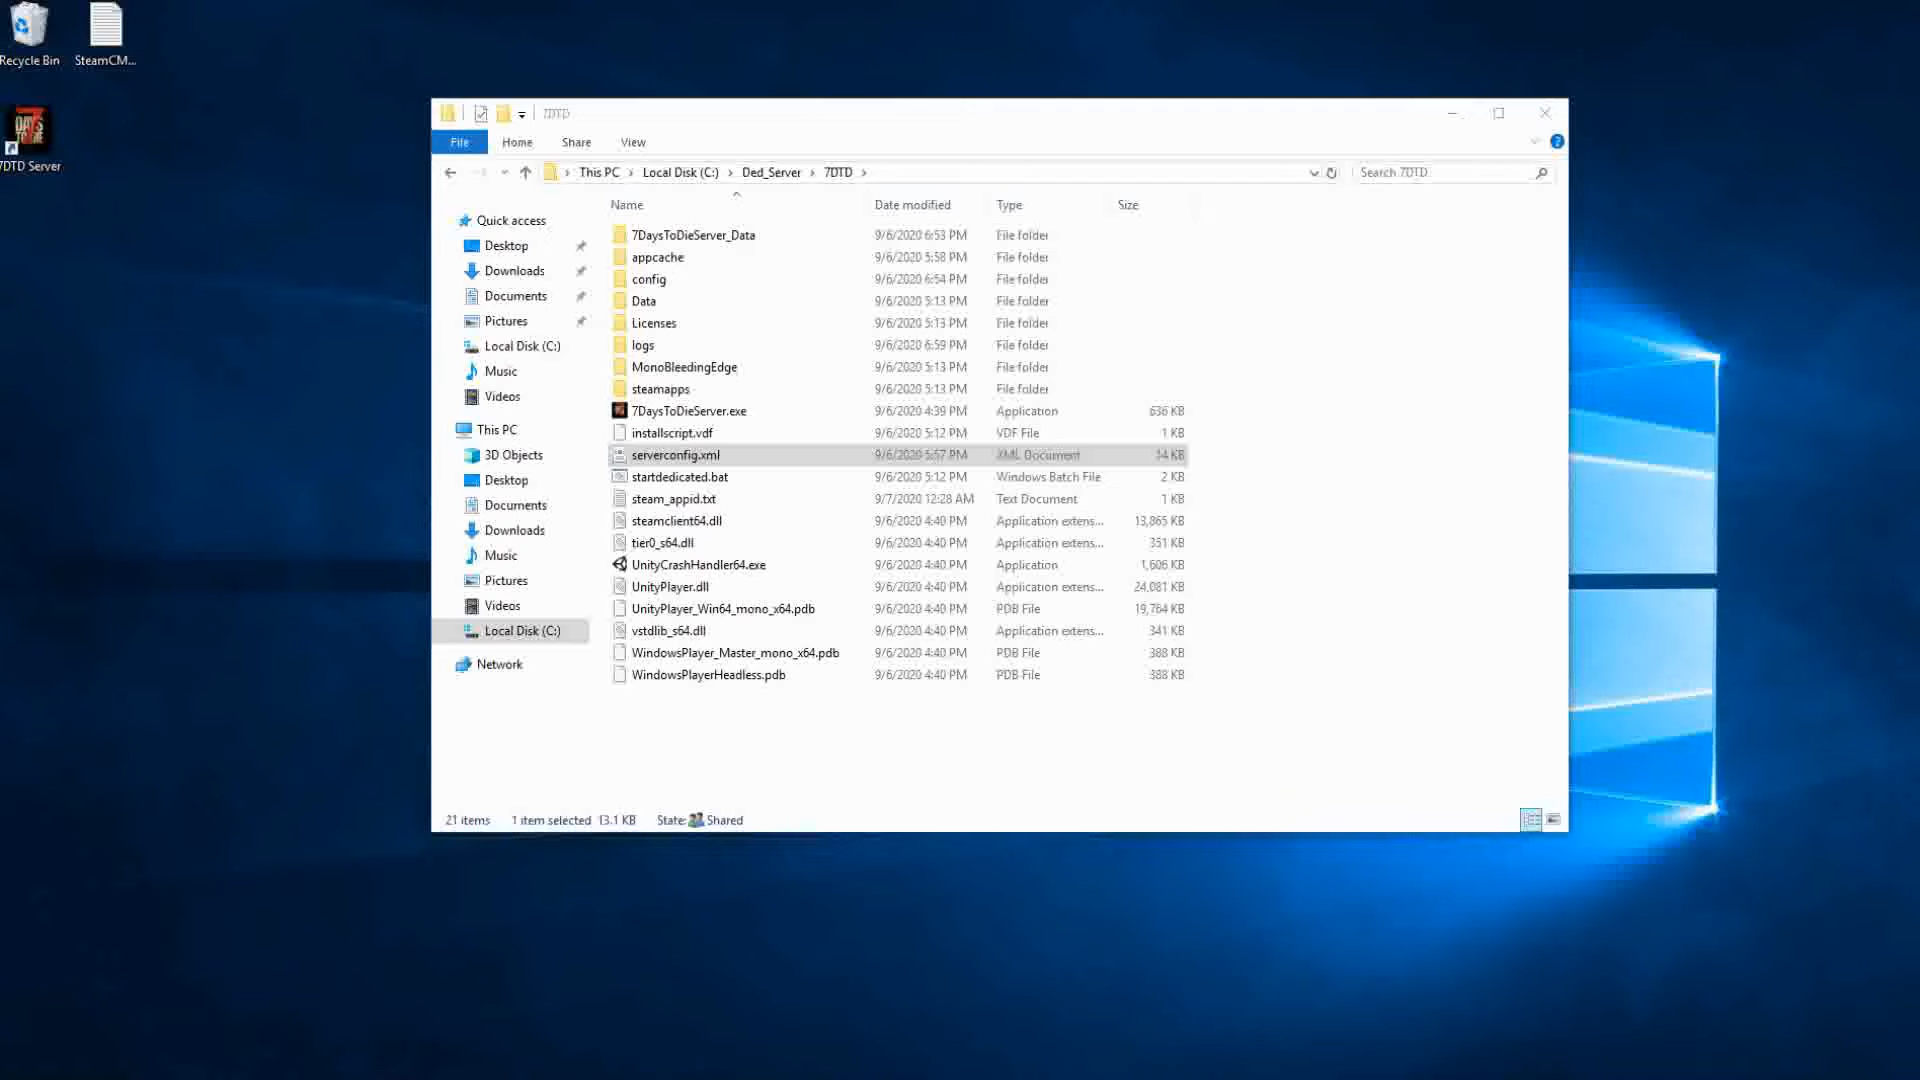 Recycle Bin
SteamCM...
7DTD Server
7DTD
File Home Share View
This PC Local Disk (C:) Ded_Server 7DTD
Search 7DTD
Name Date modified Type Size
Quick access
Desktop
Downloads
Documents
Pictures
Local Disk (C:)
Music
Videos
This PC
3D Objects
Desktop
Documents
Downloads
Music
Pictures
Videos
Local Disk (C:)
Network
7DaysToDieServer_Data 9/6/2020 6:53 PM File folder
appcache 9/6/2020 5:58 PM File folder
config 9/6/2020 6:54 PM File folder
Data 9/6/2020 5:13 PM File folder
Licenses 9/6/2020 5:13 PM File folder
logs 9/6/2020 6:59 PM File folder
MonoBleedingEdge 9/6/2020 5:13 PM File folder
steamapps 9/6/2020 5:13 PM File folder
7DaysToDieServer.exe 9/6/2020 4:39 PM Application 636 KB
installscript.vdf 9/6/2020 5:12 PM VDF File 1 KB
serverconfig.xml 9/6/2020 5:57 PM XML Document 14 KB
startdedicated.bat 9/6/2020 5:12 PM Windows Batch File 2 KB
steam_appid.txt 9/7/2020 12:28 AM Text Document 1 KB
steamclient64.dll 9/6/2020 4:40 PM Application extens... 13,865 KB
tier0_s64.dll 9/6/2020 4:40 PM Application extens... 351 KB
UnityCrashHandler64.exe 9/6/2020 4:40 PM Application 1,606 KB
UnityPlayer.dll 9/6/2020 4:40 PM Application extens... 24,081 KB
UnityPlayer_Win64_mono_x64.pdb 9/6/2020 4:40 PM PDB File 19,764 KB
vstdlib_s64.dll 9/6/2020 4:40 PM Application extens... 341 KB
WindowsPlayer_Master_mono_x64.pdb 9/6/2020 4:40 PM PDB File 388 KB
WindowsPlayerHeadless.pdb 9/6/2020 4:40 PM PDB File 388 KB
21 items 1 item selected 13.1 KB State: Shared